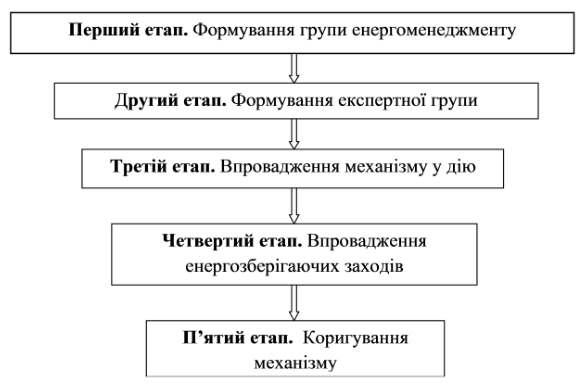 Перший етап. Формування групи енергоменеджменту
Другий етап. Формування експертної групи
Третій етап. Впровадження механізму у дію
Четвертий етап. Впровадження
енергозберігаючих заходів
П’ятий етап. Коригування
механізму